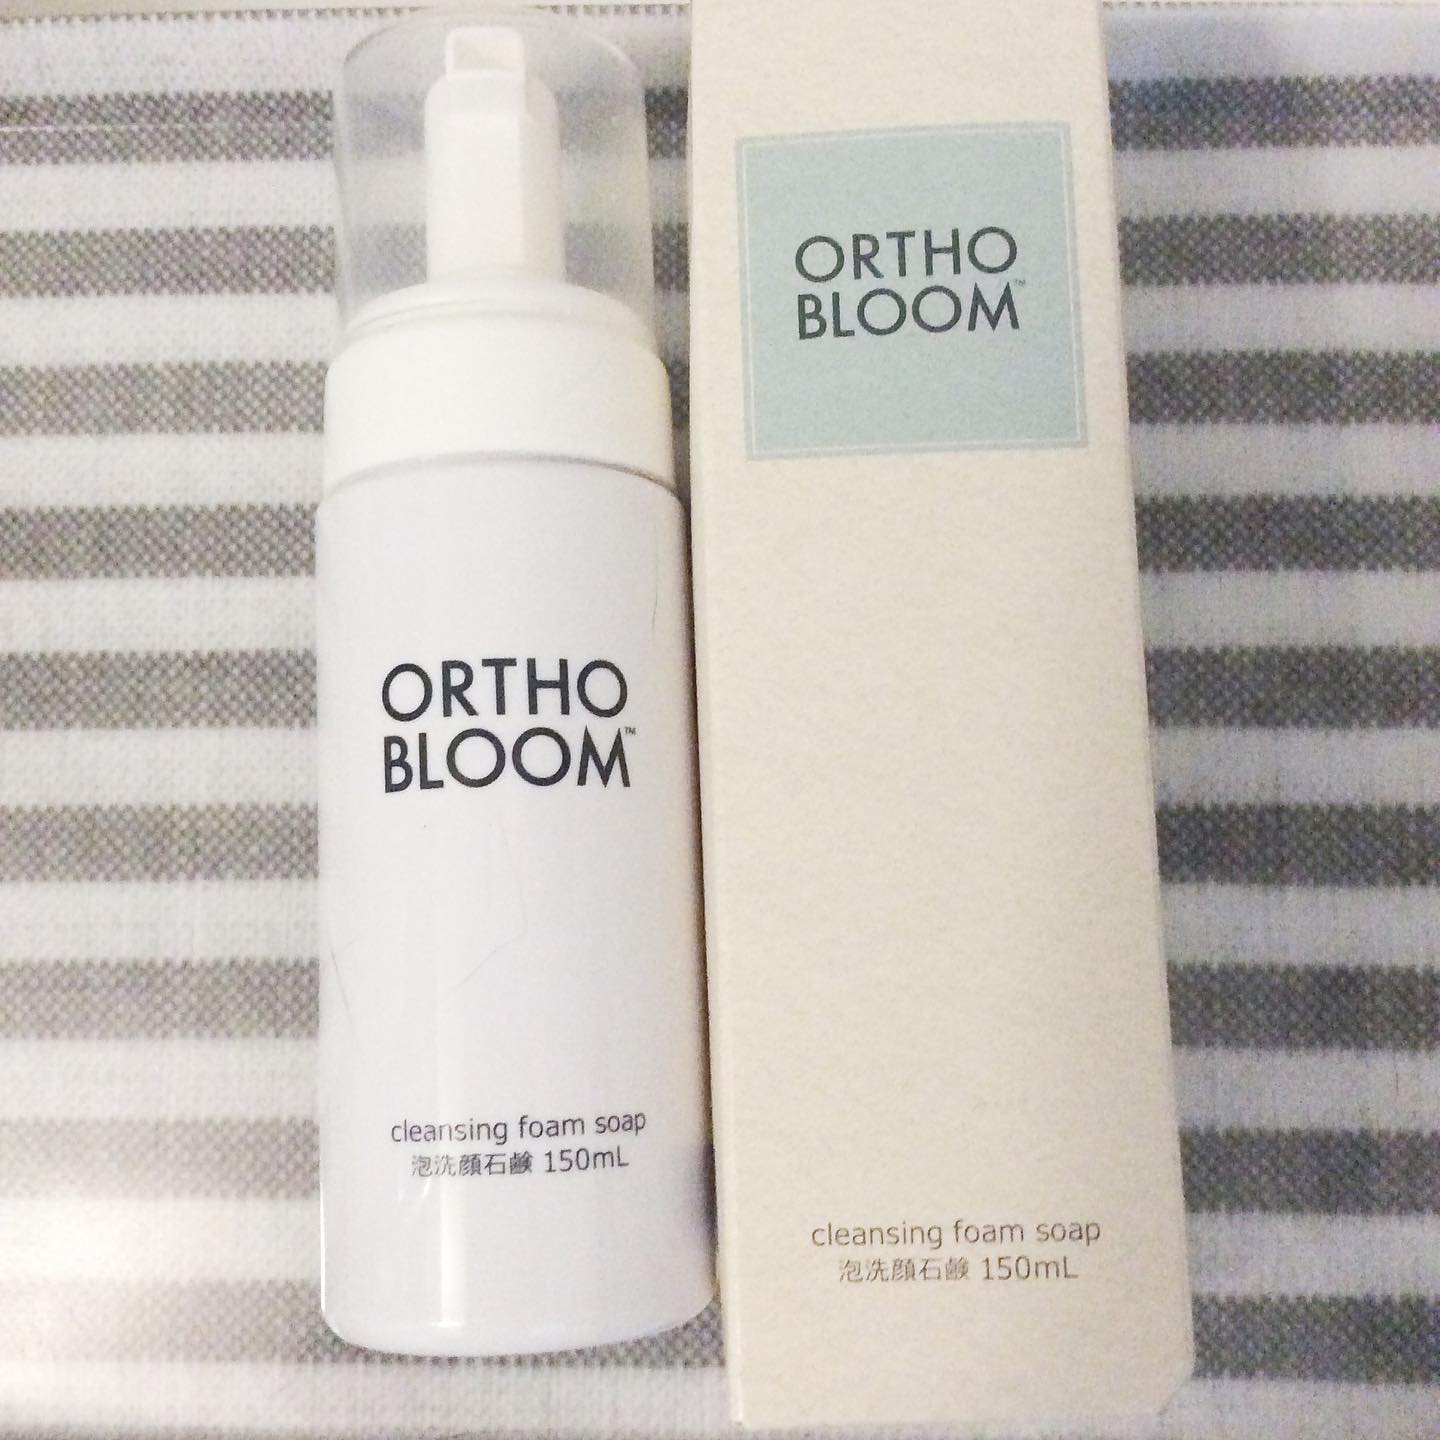 ORTHO
BLOOM™
cleansing foam soap
泡洗顔石鹸 150mL
ORTHO
BLOOM™
cleansing foam soap
泡洗顔石鹸 150mL